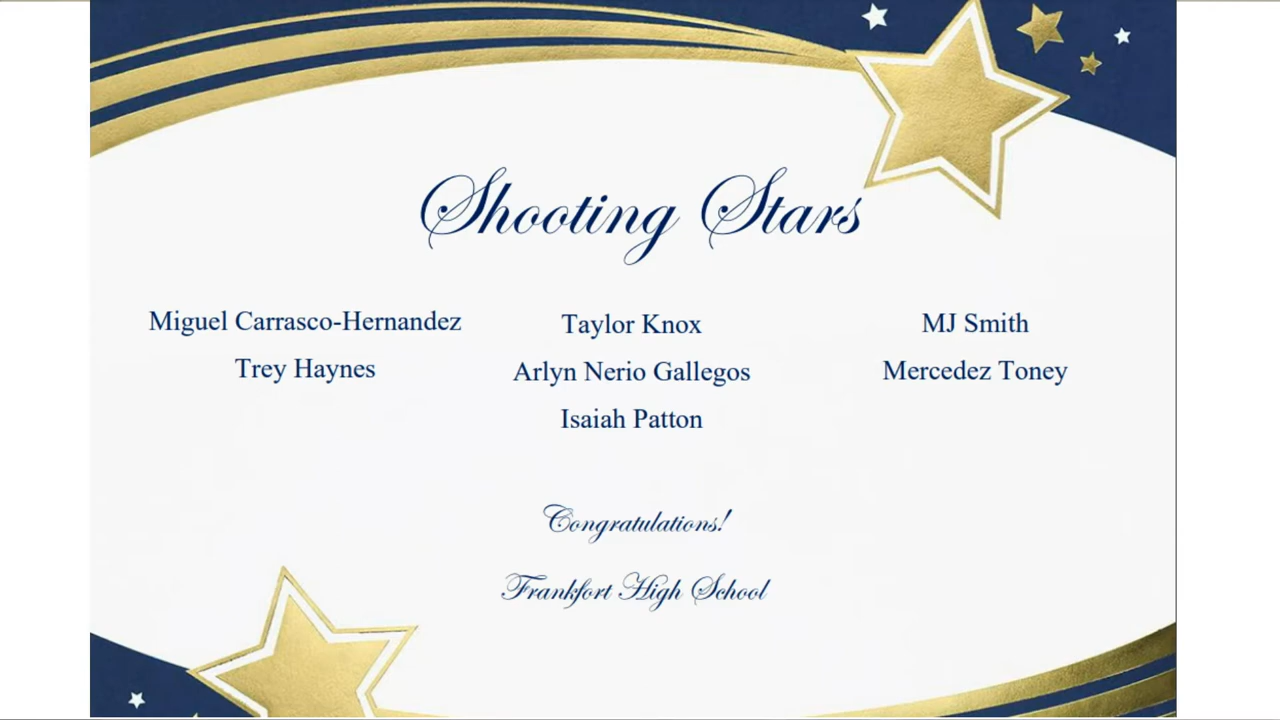 Shooting Stars
Miguel Carrasco-Hernandez
Trey Haynes
Taylor Knox
Arlyn Nerio Gallegos
Isaiah Patton
MJ Smith
Mercedez Toney
Congratulations!
Frankfort High School